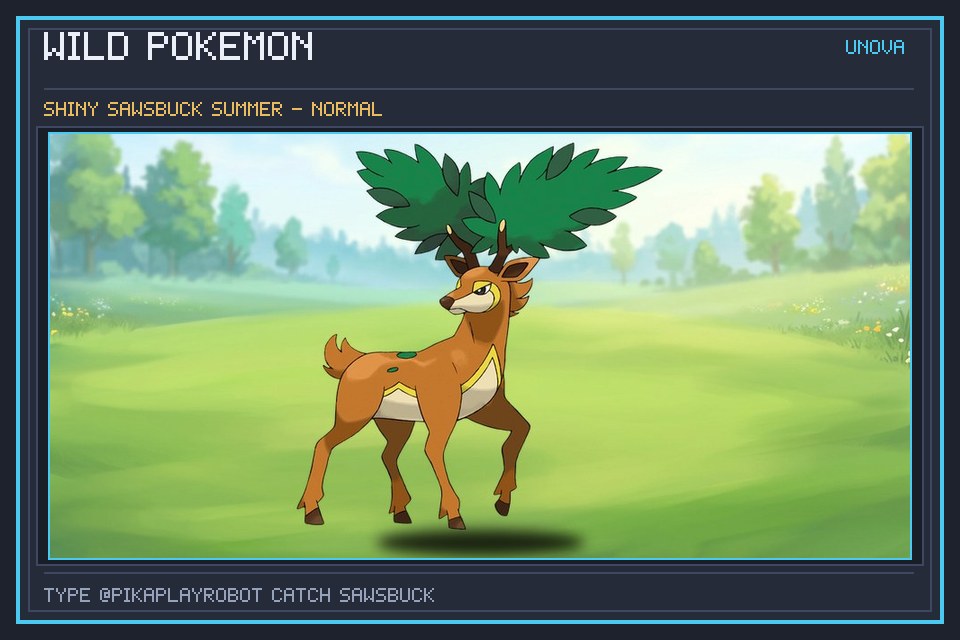 WILD POKEMON
UNOVA
SHINY SAWSBUCK SUMMER - NORMAL
TYPE @PIKAPLAYROBOT CATCH SAWSBUCK